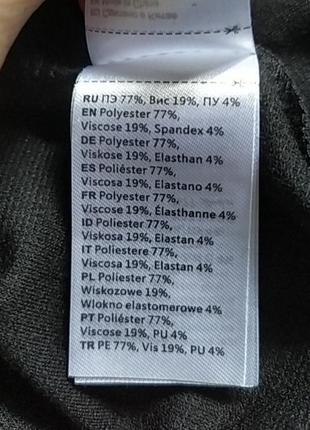 RU ПЭ 77%, Вис 19%, ПУ 4%
EN Polyester 77%,
Viscose 19%, Spandex 4%
DE Polyester 77%,
Viskose 19%, Elasthan 4%
ES Poliéster 77%,
Viscosa 19%, Elastano 4%
FR Polyester 77%,
Viscose 19%, Élasthanne 4%
ID Poliester 77%,
Viskosa 19%, Elastan 4%
IT Poliestere 77%,
Viscosa 19%, Elastan 4%
PL Poliester 77%,
Wiskozowe 19%,
Wlokno elastomerowe 4%
PT Poliéster 77%,
Viscose 19%, PU 4%
TR PE 77%, Vis 19%, PU 4%